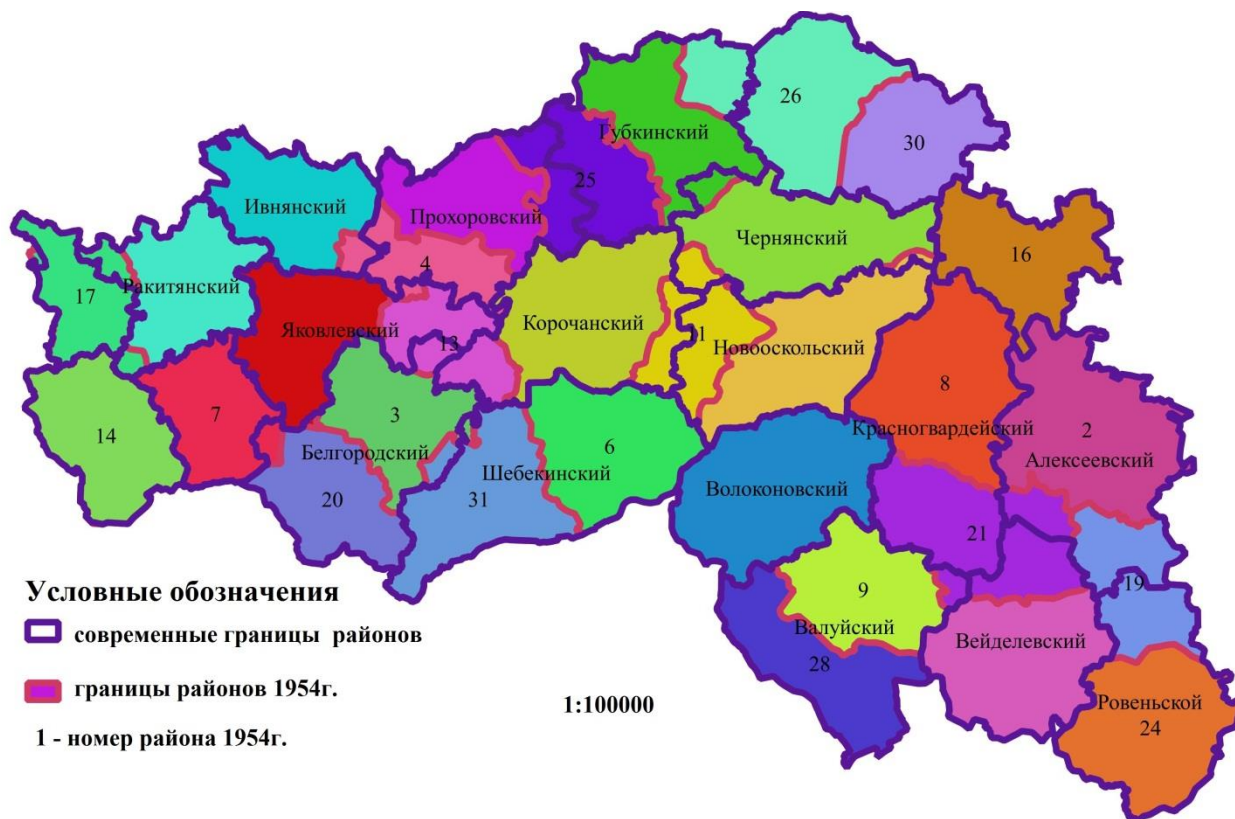 26
Губкинский
30
25
Ивнянский
Прохоровский
Чернянский
4
16
17
Ракитянский
Яковлевский
Корочанский
13
11
Новооскольский
8
7
3
14
6
2
Красногвардейский
Белгородский
Шебекинский
Алексеевский
Волоконовский
20
31
21
9
19
Валуйский
28
Вейделевский
Ровеньской
24
Условные обозначения
современные границы районов
границы районов 1954г.
1:100000
1 - номер района 1954г.